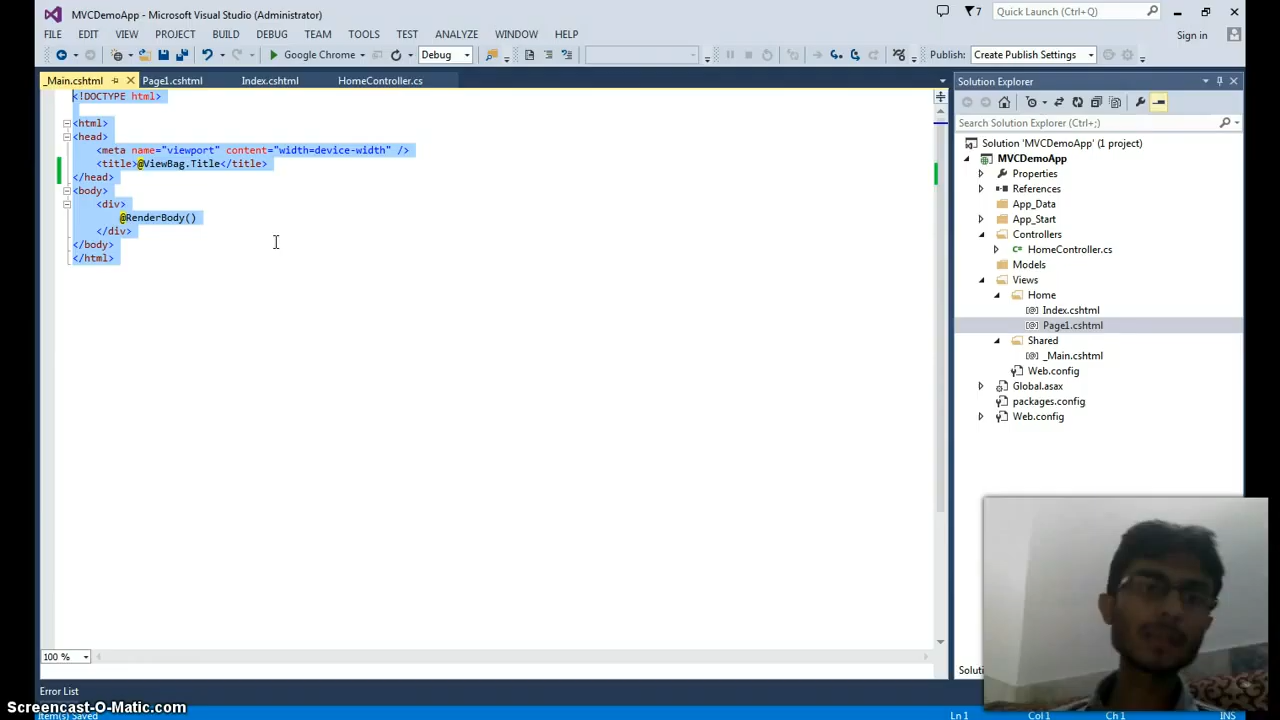 MVCDemoApp - Microsoft Visual Studio (Administrator)
7
Quick Launch (Ctrl+Q)
FILE EDIT VIEW PROJECT BUILD DEBUG TEAM TOOLS TEST ANALYZE WINDOW HELP
Sign in
Google Chrome
Debug
Publish: Create Publish Settings
_Main.cshtml
Page1.cshtml
Index.cshtml
HomeController.cs
<!DOCTYPE html>
<html>
<head>
<meta name="viewport" content="width=device-width" />
<title>@ViewBag.Title</title>
</head>
<body>
<div>
@RenderBody()
</div>
</body>
</html>
100 %
Solution Explorer
Search Solution Explorer (Ctrl+;)
Solution 'MVCDemoApp' (1 project)
MVCDemoApp
Properties
References
App_Data
App_Start
Controllers
HomeController.cs
Models
Views
Home
Index.cshtml
Page1.cshtml
Shared
_Main.cshtml
Web.config
Global.asax
packages.config
Web.config
Error List
Screencast-O-Matic.com
Item(s) Saved
Ln 1
Col 1
Ch 1
INS